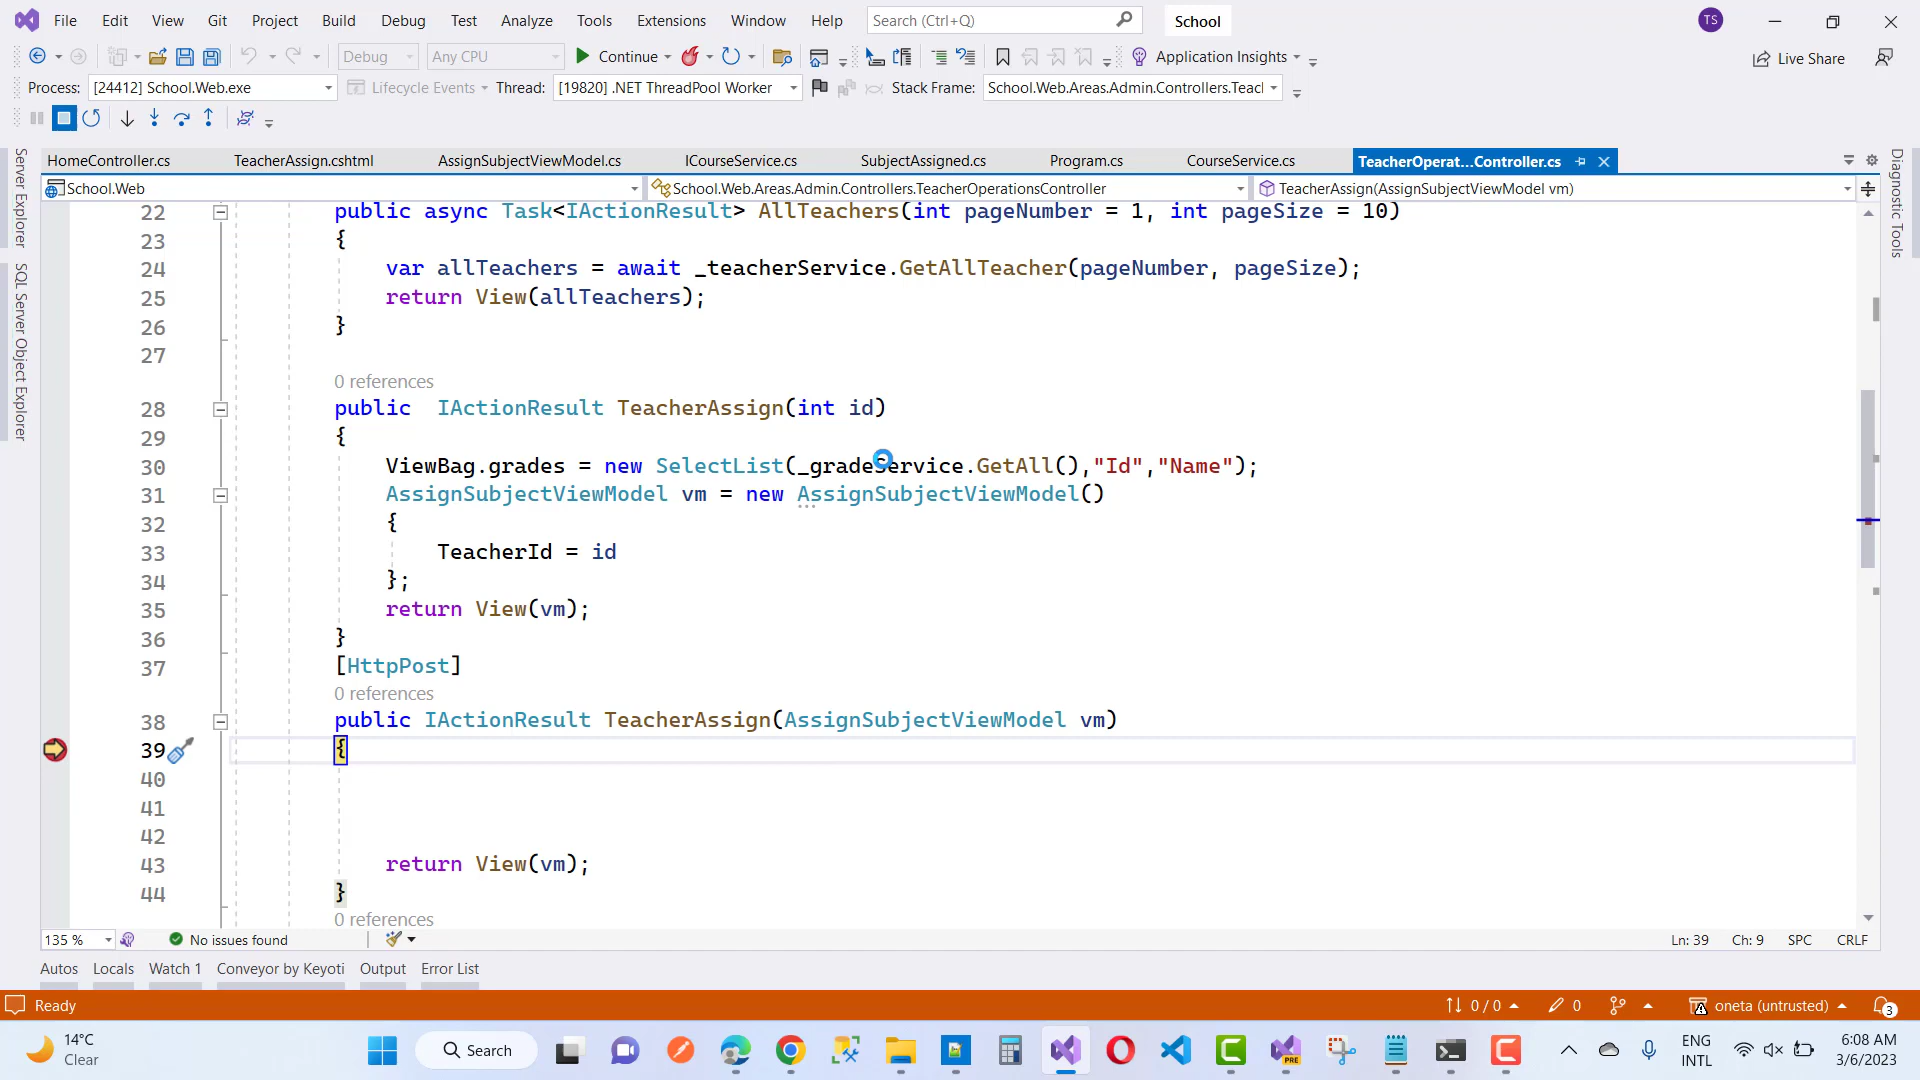 File Edit View Git Project Build Debug Test Analyze Tools Extensions Window Help Search (Ctrl+Q) School TS
Debug Any CPU Continue Application Insights Live Share
Process: [24412] School.Web.exe Lifecycle Events Thread: [19820] .NET ThreadPool Worker Stack Frame: School.Web.Areas.Admin.Controllers.Teacl
HomeController.cs TeacherAssign.cshtml AssignSubjectViewModel.cs ICourseService.cs SubjectAssigned.cs Program.cs CourseService.cs TeacherOperat...Controller.cs
School.Web School.Web.Areas.Admin.Controllers.TeacherOperationsController TeacherAssign(AssignSubjectViewModel vm)
Server Explorer
SQL Server Object Explorer
Diagnostic Tools
22 public async Task<IActionResult> AllTeachers(int pageNumber = 1, int pageSize = 10)
23 {
24 var allTeachers = await _teacherService.GetAllTeacher(pageNumber, pageSize);
25 return View(allTeachers);
26 }
27
0 references
28 public  IActionResult TeacherAssign(int id)
29 {
30 ViewBag.grades = new SelectList(_gradeService.GetAll(),"Id","Name");
31 AssignSubjectViewModel vm = new AssignSubjectViewModel()
32 {
33 TeacherId = id
34 };
35 return View(vm);
36 }
37 [HttpPost]
0 references
38 public IActionResult TeacherAssign(AssignSubjectViewModel vm)
39 {
40
41
42
43 return View(vm);
44 }
0 references
135 % No issues found Ln: 39 Ch: 9 SPC CRLF
Autos Locals Watch 1 Conveyor by Keyoti Output Error List
Ready 0 / 0 0 oneta (untrusted) 3
14°C
Clear
Search
PRE
ENG
INTL
6:08 AM
3/6/2023